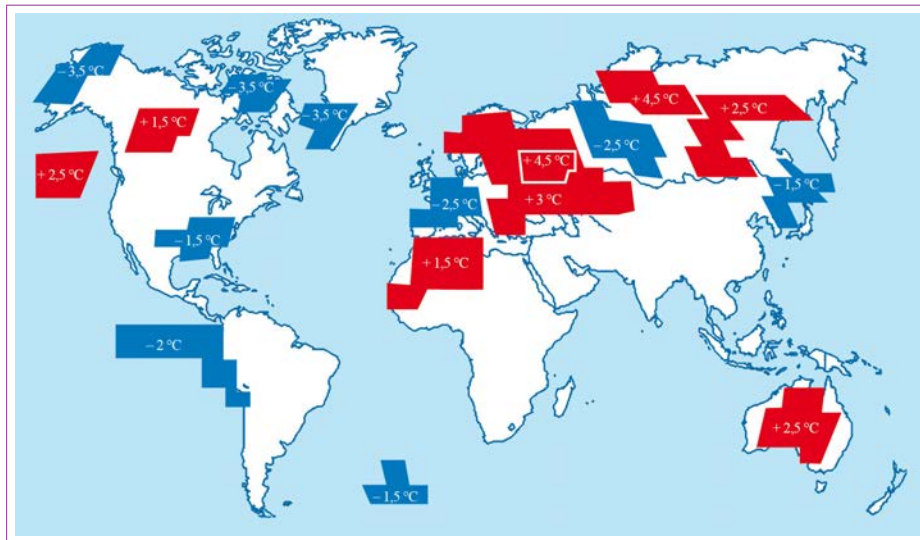 – 3,5 °C
– 3,5 °C
+ 4,5 °C
+ 2,5 °C
– 3,5 °C
+ 1,5 °C
– 2,5 °C
+ 4,5 °C
+ 2,5 °C
– 1,5 °C
– 2,5 °C
+ 3 °C
– 1,5 °C
+ 1,5 °C
– 2 °C
+ 2,5 °C
– 1,5 °C